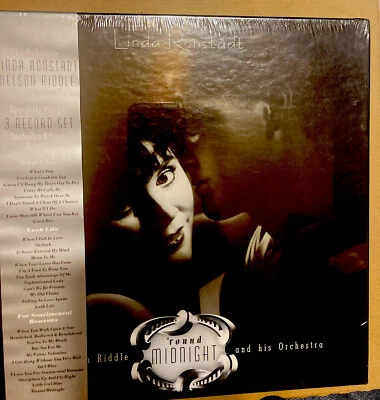 Linda Ronstadt
LINDA RONSTADT
NELSON RIDDLE
3 RECORD SET
What's New
I've Got A Crush On You
Guess I'll Hang My Tears Out To Dry
Crazy He Calls Me
Someone To Watch Over Me
I Don't Stand A Ghost Of A Chance
What'll I Do
Lover Man (Oh Where Can You Be)
Good-Bye
Lush Life
When I Fall In Love
Skylark
It Never Entered My Mind
Mean To Me
When Your Lover Has Gone
I'm A Fool To Want You
You Took Advantage Of Me
Sophisticated Lady
Can't We Be Friends
My Old Flame
Falling In Love Again
Lush Life
For Sentimental
Reasons
When You Wish Upon A Star
Bewitched, Bothered & Bewildered
You Go To My Head
But Not For Me
My Funny Valentine
I Get Along Without You Very Well
Am I Blue
I Love You For Sentimental Reasons
Straighten Up And Fly Right
Little Girl Blue
'Round Midnight
'round
MIDNIGHT
Riddle and his Orchestra